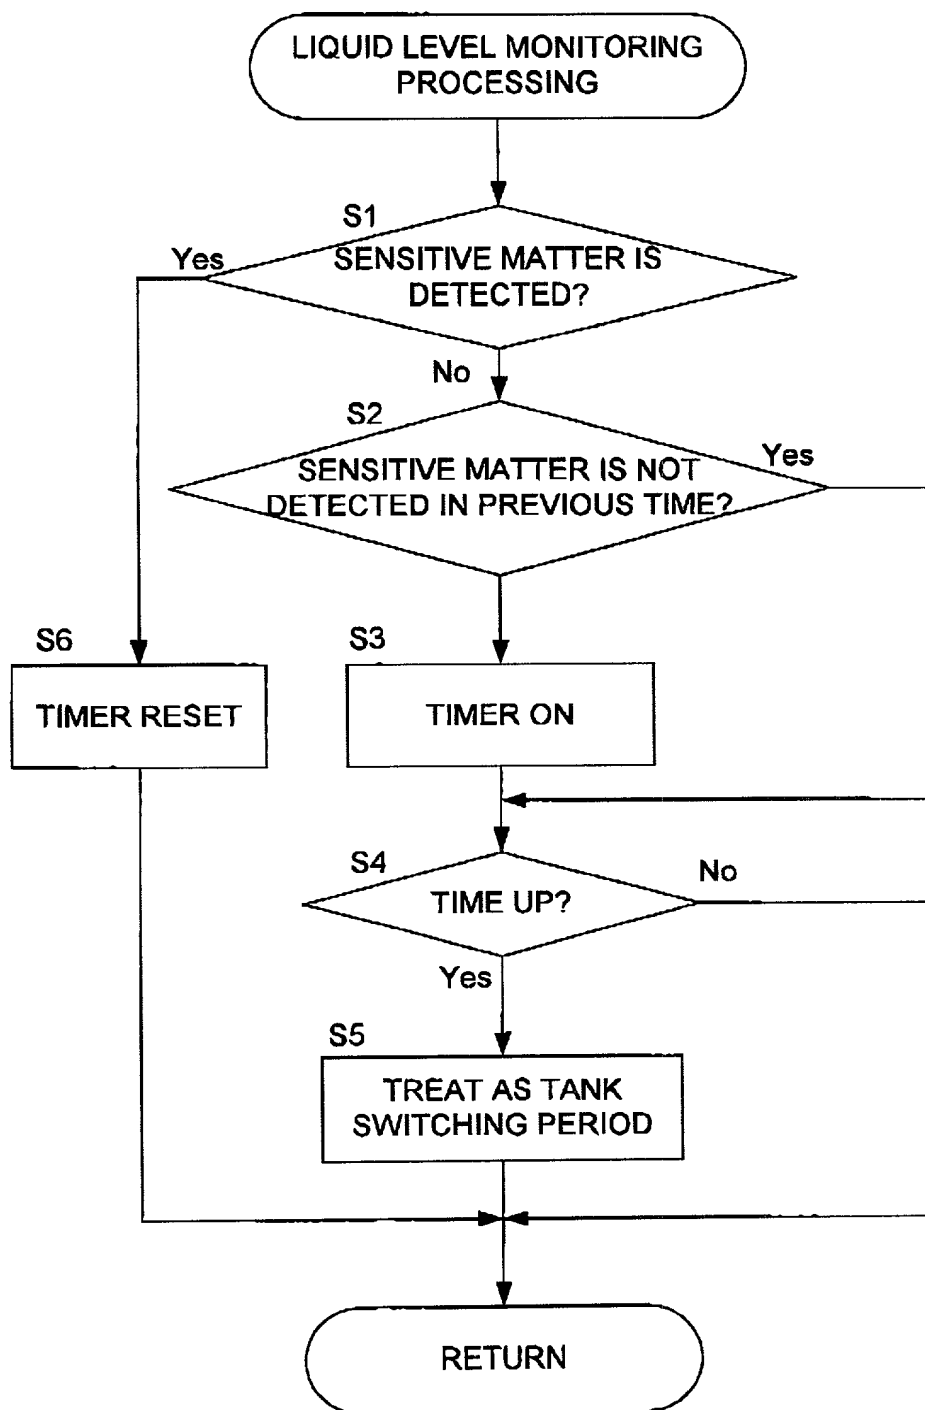 LIQUID LEVEL MONITORING
PROCESSING
S1
Yes
SENSITIVE MATTER IS
DETECTED?
No
S2
Yes
SENSITIVE MATTER IS NOT
DETECTED IN PREVIOUS TIME?
S6
S3
TIMER RESET
TIMER ON
S4
No
TIME UP?
Yes
S5
TREAT AS TANK
SWITCHING PERIOD
RETURN